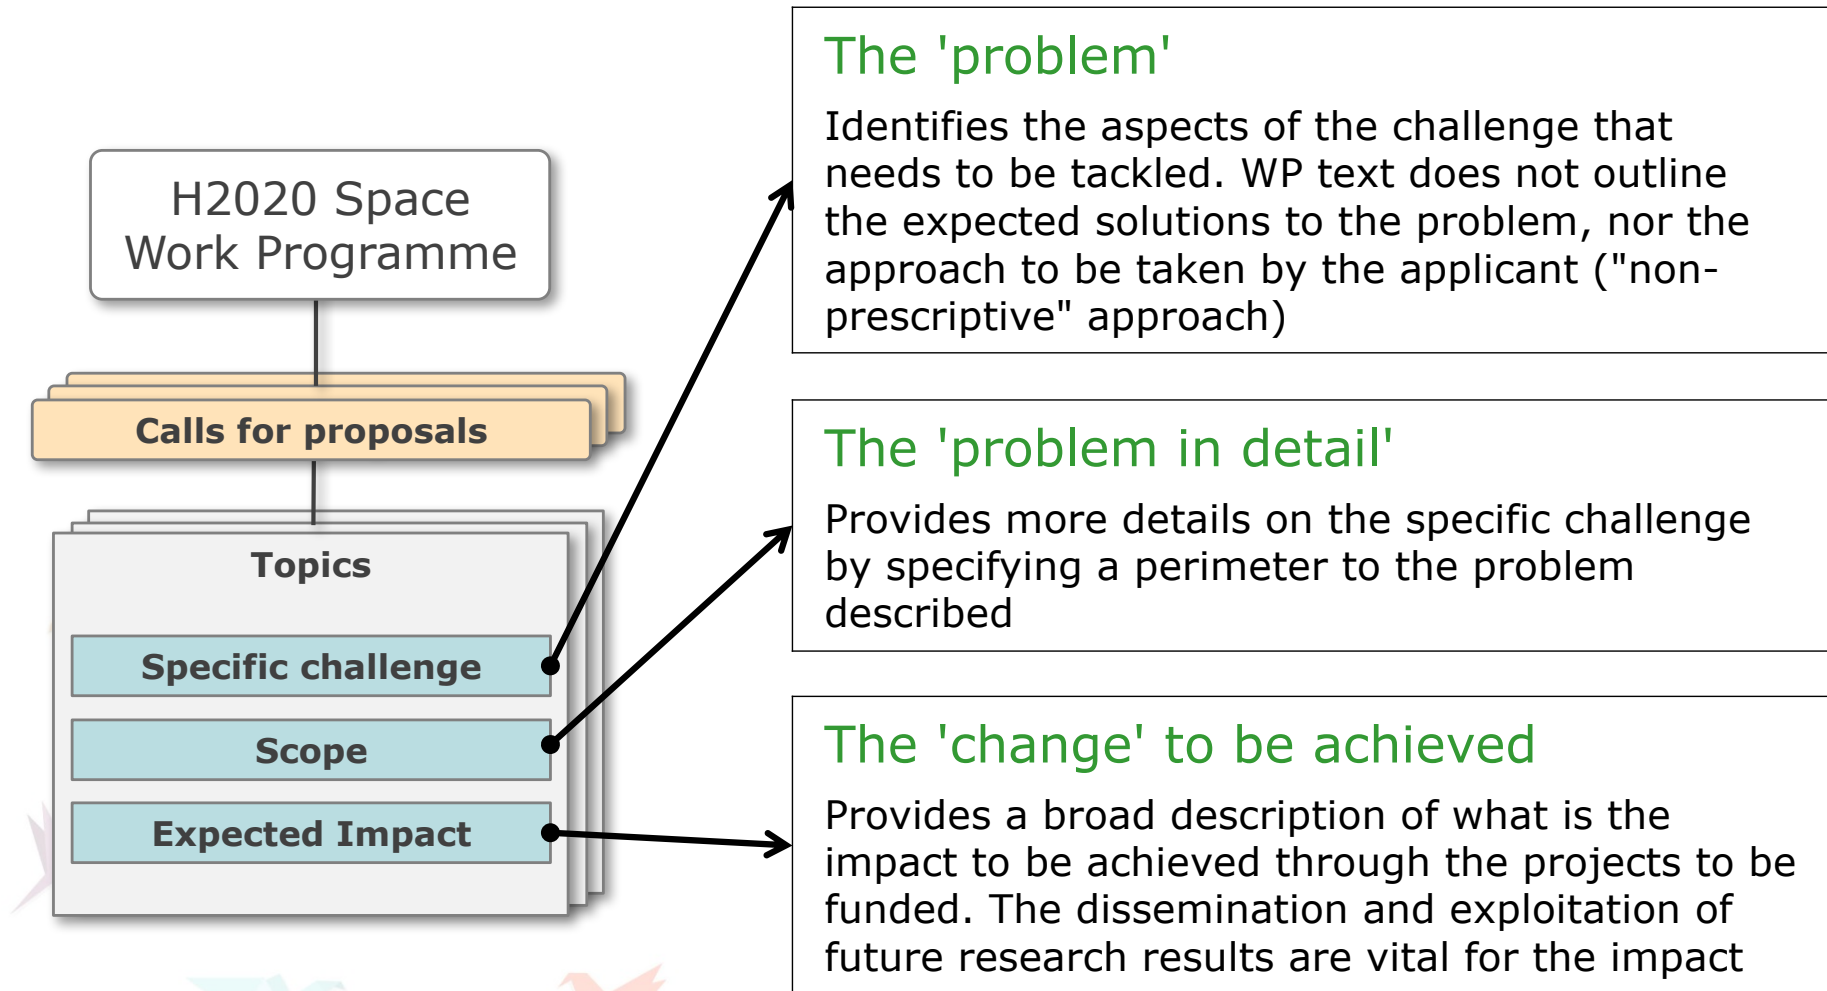 H2020 Space
Work Programme
Calls for proposals
Topics
Specific challenge
Scope
Expected Impact
The 'problem'
Identifies the aspects of the challenge that
needs to be tackled. WP text does not outline
the expected solutions to the problem, nor the
approach to be taken by the applicant ("non-
prescriptive" approach)
The 'problem in detail'
Provides more details on the specific challenge
by specifying a perimeter to the problem
described
The 'change' to be achieved
Provides a broad description of what is the
impact to be achieved through the projects to be
funded. The dissemination and exploitation of
future research results are vital for the impact